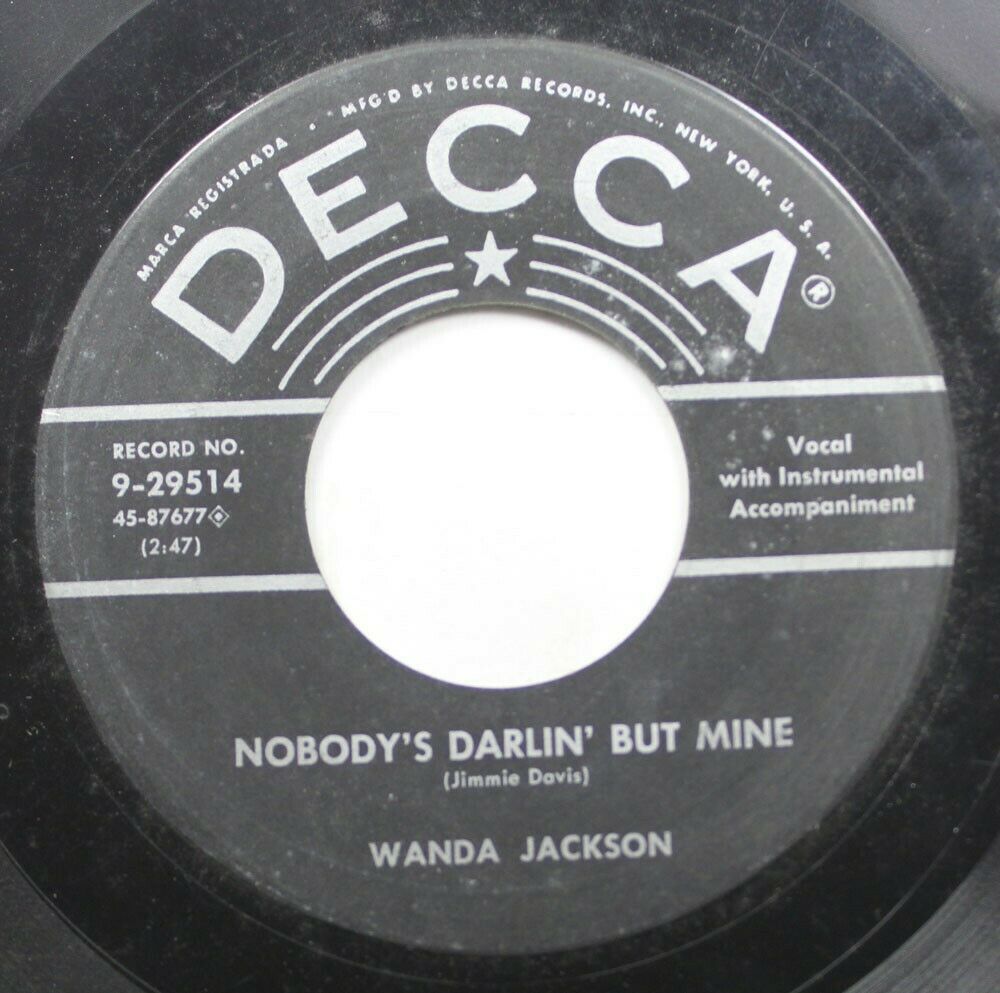 MARCA REGISTRADA • MFG'D BY DECCA RECORDS, INC., NEW YORK, U. S. A.
DECCA®
RECORD NO.
9-29514
45-87677
(2:47)
Vocal
with Instrumental
Accompaniment
NOBODY'S DARLIN' BUT MINE
(Jimmie Davis)
WANDA JACKSON